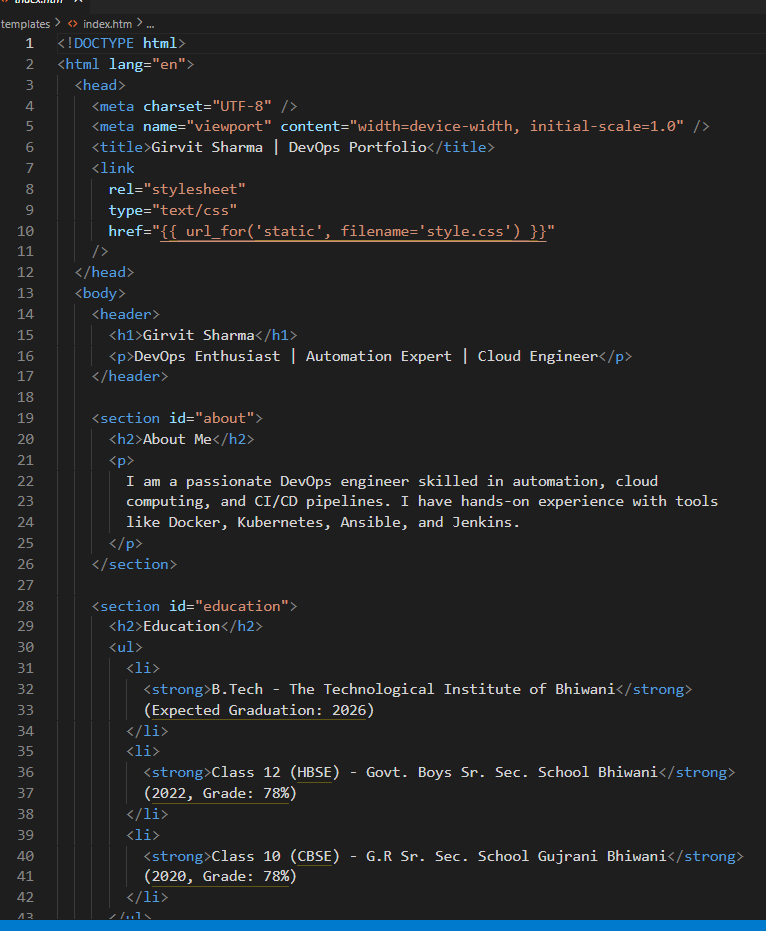 index.htm
templates > index.htm > ...
1 <!DOCTYPE html>
2 <html lang="en">
3 <head>
4 <meta charset="UTF-8" />
5 <meta name="viewport" content="width=device-width, initial-scale=1.0" />
6 <title>Girvit Sharma | DevOps Portfolio</title>
7 <link
8 rel="stylesheet"
9 type="text/css"
10 href="{{ url_for('static', filename='style.css') }}"
11 />
12 </head>
13 <body>
14 <header>
15 <h1>Girvit Sharma</h1>
16 <p>DevOps Enthusiast | Automation Expert | Cloud Engineer</p>
17 </header>
18
19 <section id="about">
20 <h2>About Me</h2>
21 <p>
22 I am a passionate DevOps engineer skilled in automation, cloud
23 computing, and CI/CD pipelines. I have hands-on experience with tools
24 like Docker, Kubernetes, Ansible, and Jenkins.
25 </p>
26 </section>
27
28 <section id="education">
29 <h2>Education</h2>
30 <ul>
31 <li>
32 <strong>B.Tech - The Technological Institute of Bhiwani</strong>
33 (Expected Graduation: 2026)
34 </li>
35 <li>
36 <strong>Class 12 (HBSE) - Govt. Boys Sr. Sec. School Bhiwani</strong>
37 (2022, Grade: 78%)
38 </li>
39 <li>
40 <strong>Class 10 (CBSE) - G.R Sr. Sec. School Gujrani Bhiwani</strong>
41 (2020, Grade: 78%)
42 </li>
43 </ul>